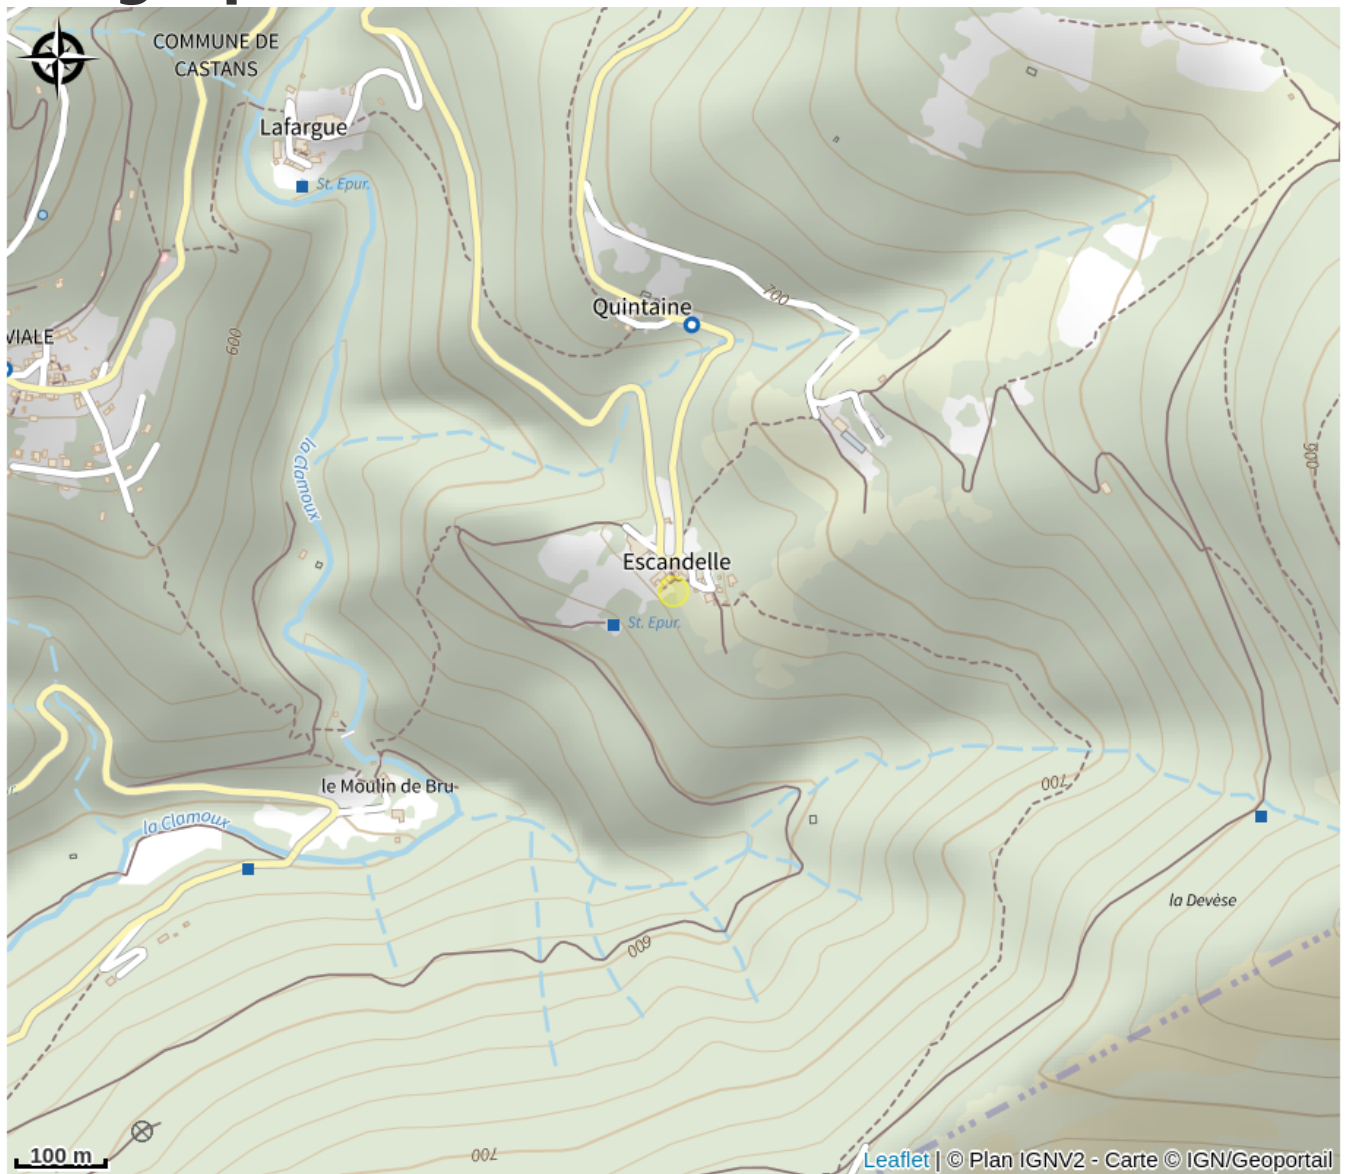 COMMUNE DE
CASTANS
Lafargue
St. Epur.
700
Quintaine
600
VIALE
la Clamoux
900
Escandelle
St. Epur.
700
le Moulin de Bru-
la Clamoux
la Devèse
600
700
100 m
Leaflet | © Plan IGNV2 - Carte © IGN/Geoportail